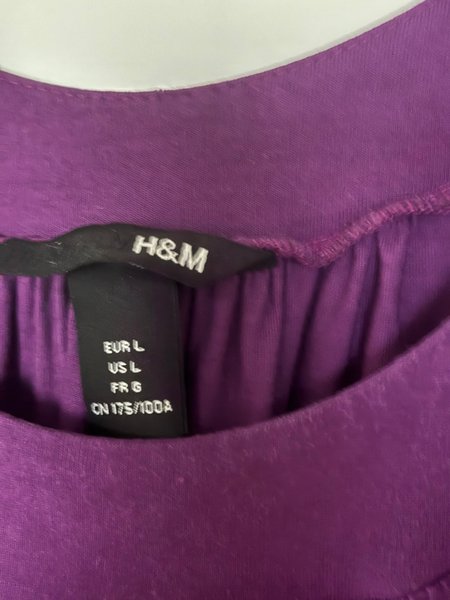 H&M
EUR L
US L
FR G
CN 175/100A